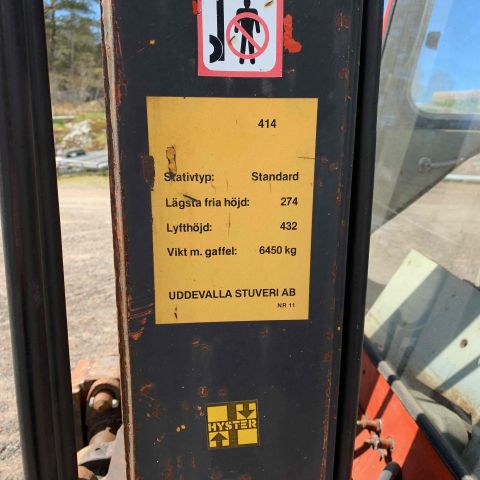 414
Stativtyp: Standard
Lägsta fria höjd: 274
Lyfthöjd: 432
Vikt m. gaffel: 6450 kg
UDDEVALLA STUVERI AB
NR 11
HYSTER